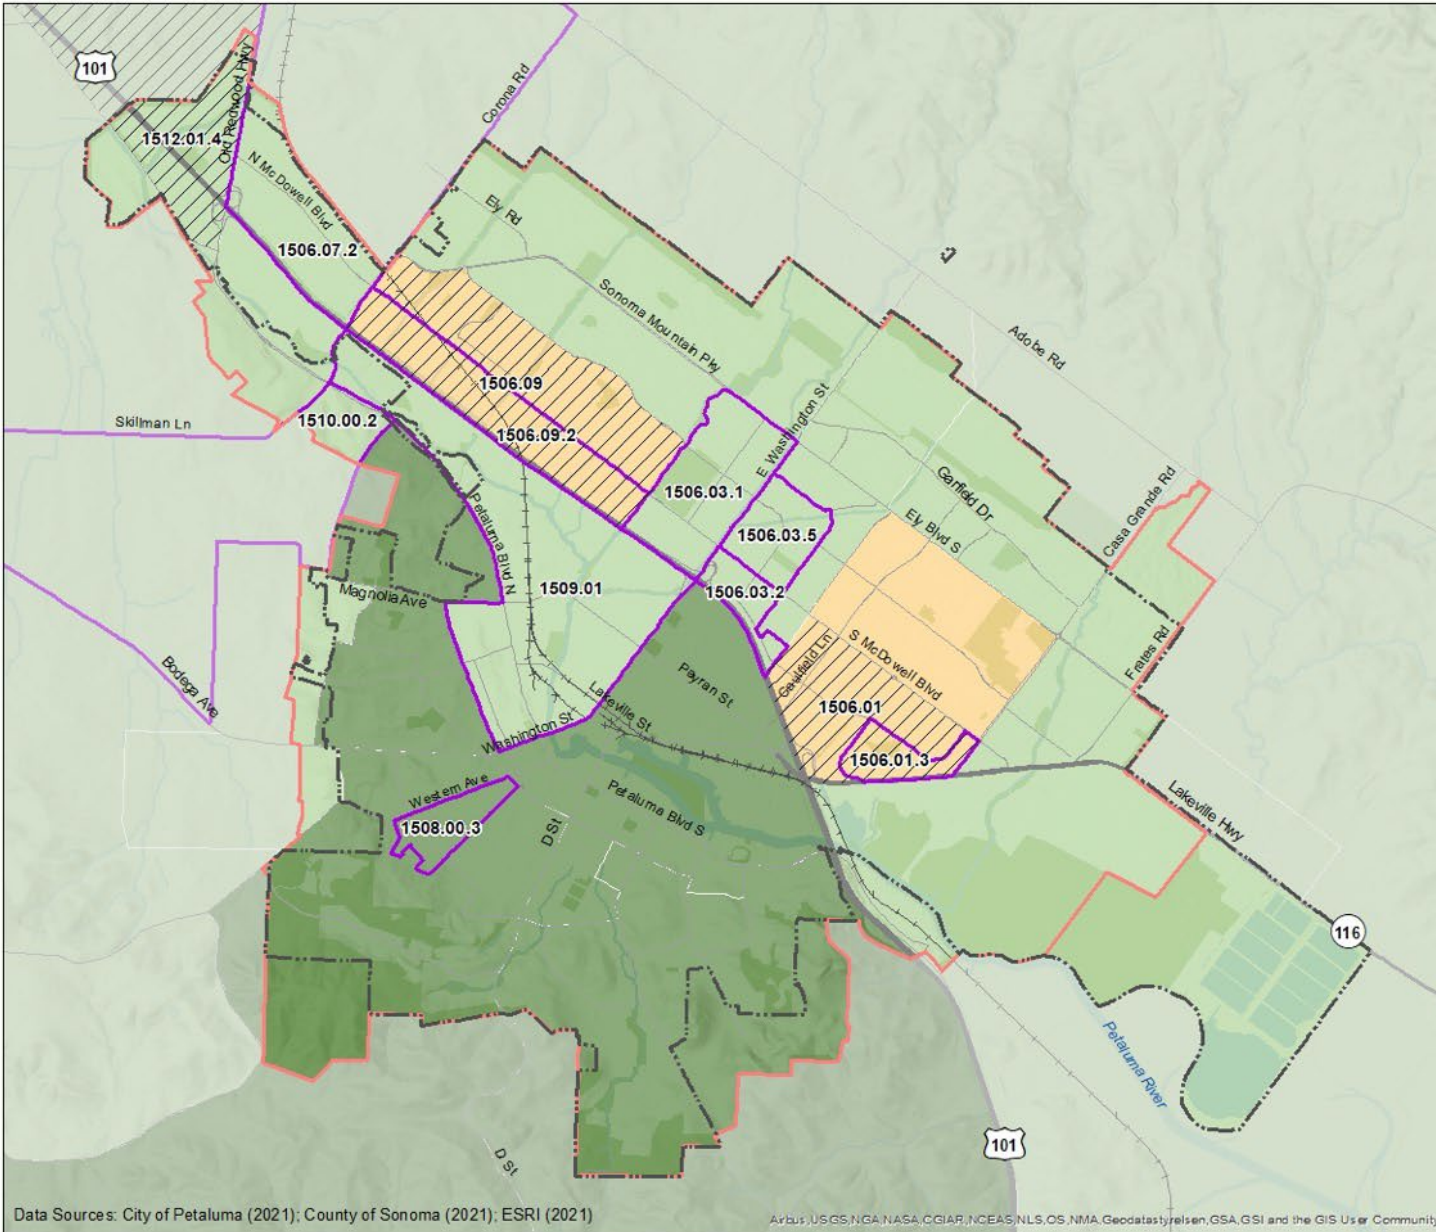 101
Old Redwood Hwy
Corona Rd
1512.01.4
N McDowell Blvd
Ely Rd
1506.07.2
Sonoma Mountain Pky
Adobe Rd
1506.09
E Washington St
Skillman Ln
1510.00.2
1506.09.2
Garfield Dr
Casa Grande Rd
1506.03.1
Petaluma Blvd N
Ely Blvd S
1506.03.5
Magnolia Ave
1509.01
1506.03.2
Frates Rd
Bodega Ave
Caulfield Ln
S McDowell Blvd
Payran St
Lakeville St
1506.01
Washington St
1506.01.3
Western Ave
Petaluma Blvd S
Lakeville Hwy
1508.00.3
D St
116
Petaluma River
101
D St
Data Sources: City of Petaluma (2021); County of Sonoma (2021); ESRI (2021)
Airbus,USGS,NGA,NASA,CGIAR,NCEAS,NLS,OS,NMA,Geodatastyrelsen,GSA,GSI and the GIS User Community